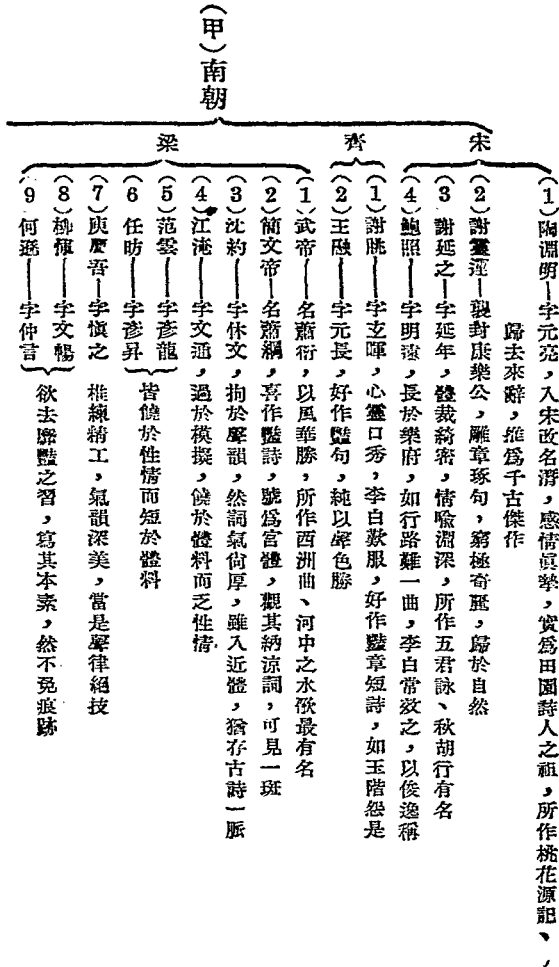 (甲)南朝
宋
(1)陶淵明—字元亮，入宋改名潛，感情眞摯，實爲田園詩人之祖，所作桃花源記、
歸去來辭，推爲千古傑作
(2)謝靈運—襲封康樂公，雕章琢句，窮極奇麗，歸於自然
(3)謝延之—字延年，體裁綺密，情喩淵深，所作五君詠、秋胡行有名
(4)鮑照—字明遠，長於樂府，如行路難一曲，李白常效之，以俊逸稱
齊
(1)謝朓—字玄暉，心靈口秀，李白歎服，好作豔章短詩，如玉階怨是
(2)王融—字元長，好作豔句，純以聲色勝
梁
(1)武帝—名蕭衍，以風華勝，所作西洲曲、河中之水歌最有名
(2)簡文帝—名蕭綱，喜作豔詩，號爲宮體，觀其納涼詞，可見一斑
(3)沈約—字休文，拘於聲韻，然詞氣尙厚，雖入近體，猶存古詩一脈
(4)江淹—字文通，過於模擬，饒於體料而乏性情
(5)范雲—字彥龍
(6)任昉—字彥昇
皆饒於性情而短於體料
(7)庾肩吾—字愼之 椎練精工，氣韻深美，當是聲律絕技
(8)柳惲—字文暢
(9)何遜—字仲言
欲去靡豔之習，寫其本素，然不免痕跡